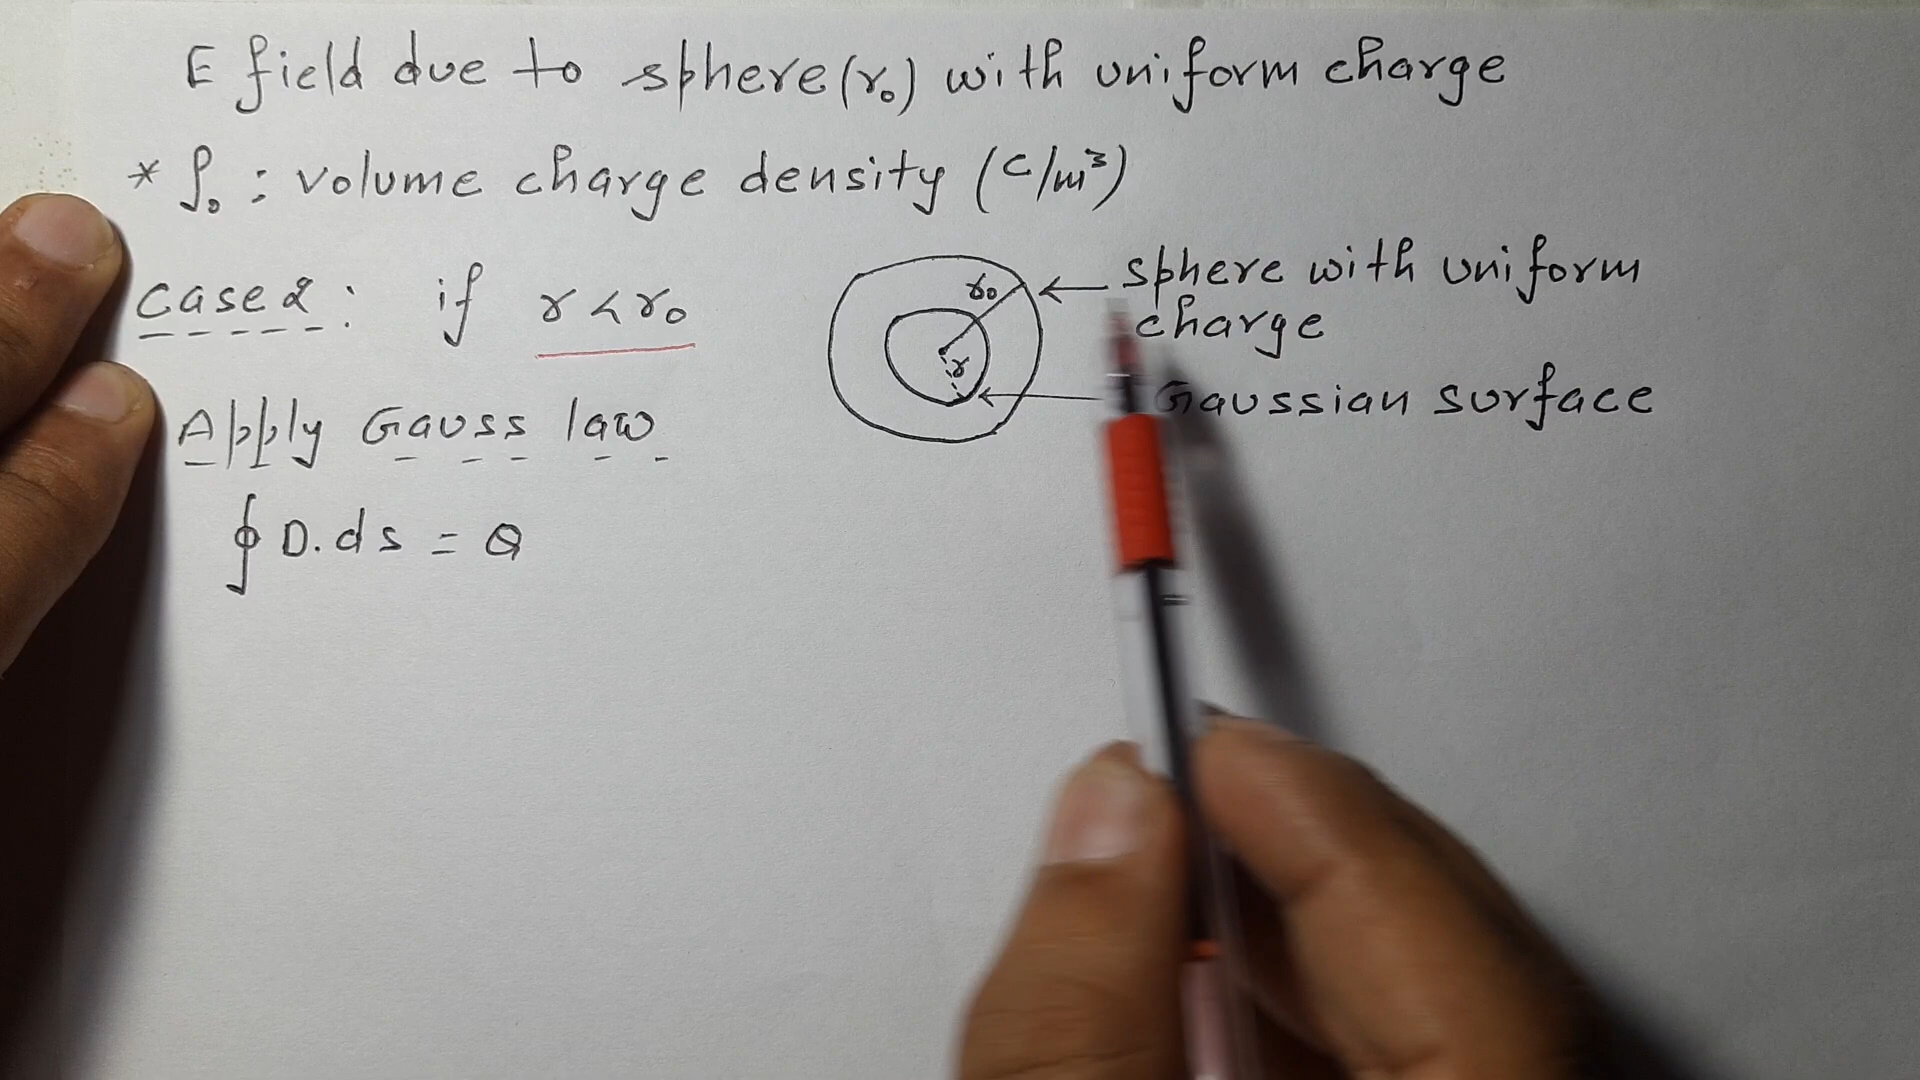 E field due to sphere (r₀) with uniform charge
* ρ₀ : volume charge density (C/m³)
case 2 : if r < r₀
r₀
r
sphere with uniform
charge
Gaussian surface
Apply Gauss law
∮ D.ds = Q